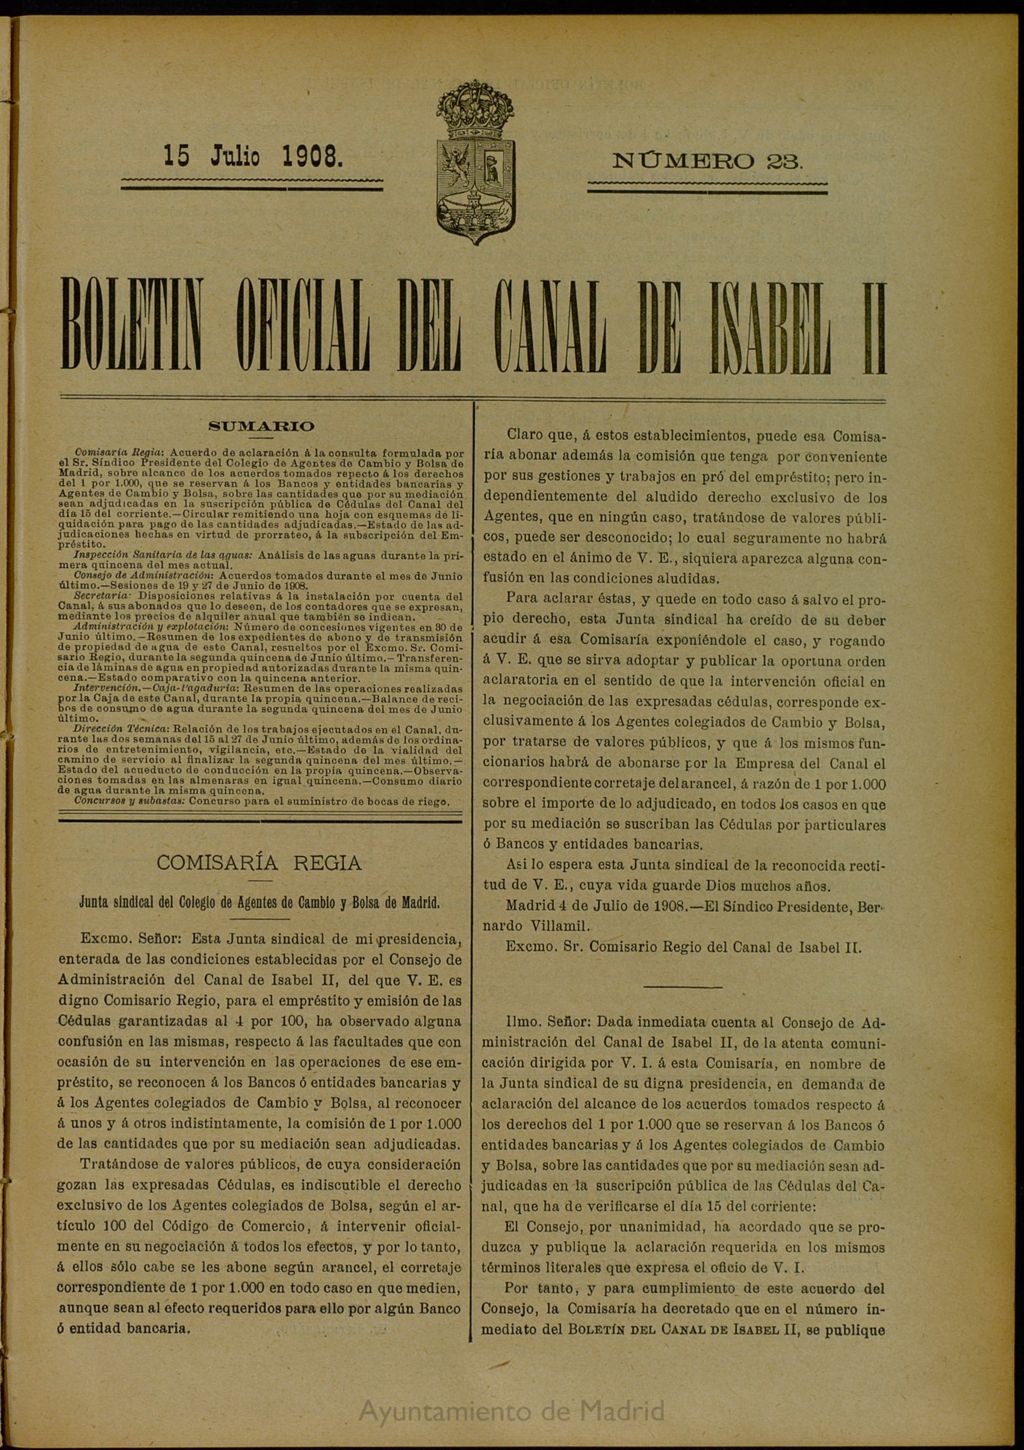 15 Julio 1908.
NÚMERO 23.
BOLETIN OFICIAL DEL CANAL DE ISABEL II
SUMARIO
Comisaría Regia: Acuerdo de aclaración á la consulta formulada por
el Sr. Síndico Presidente del Colegio de Agentes de Cambio y Bolsa de
Madrid, sobre alcance de los acuerdos tomados repecto á los derechos
del 1 por 1.000, que se reservan á los Bancos y entidades bancarias y
Agentes de Cambio y Bolsa, sobre las cantidades que por su mediación
sean adjudicadas en la suscripción pública de Cédulas del Canal del
día 15 del corriente.—Circular remitiendo una hoja con esquemas de li-
quidación para pago de las cantidades adjudicadas.—Estado de las ad-
judicaciones hechas en virtud de prorrateo, á la subscripción del Em-
préstito.
Inspección Sanitaria de las aguas: Análisis de las aguas durante la pri-
mera quincena del mes actual.
Consejo de Administración: Acuerdos tomados durante el mes de Junio
último.—Sesiones de 19 y 27 de Junio de 1908.
Secretaría: Disposiciones relativas á la instalación por cuenta del
Canal, á sus abonados que lo deseen, de los contadores que se expresan,
mediante los precios de alquiler anual que también se indican.
Administración y explotación: Número de concesiones vigentes en 30 de
Junio último.—Resumen de los expedientes de abono y de transmisión
de propiedad de agua de este Canal, resueltos por el Excmo. Sr. Comi-
sario Regio, durante la segunda quincena de Junio último.—Transferen-
cia de láminas de agua en propiedad autorizadas durante la misma quin-
cena.—Estado comparativo con la quincena anterior.
Intervención.—Caja-Pagaduría: Resumen de las operaciones realizadas
por la Caja de este Canal, durante la propia quincena.—Balance de reci-
bos de consumo de agua durante la segunda quincena del mes de Junio
último.
Dirección Técnica: Relación de los trabajos ejecutados en el Canal, du-
rante las dos semanas del 15 al 27 de Junio último, además de los ordina-
rios de entretenimiento, vigilancia, etc.—Estado de la vialidad del
camino de servicio al finalizar la segunda quincena del mes último.—
Estado del acueducto de conducción en la propia quincena.—Observa-
ciones tomadas en las almenaras en igual quincena.—Consumo diario
de agua durante la misma quincena.
Concursos y subastas: Concurso para el suministro de bocas de riego.
COMISARÍA REGIA
Junta sindical del Colegio de Agentes de Cambio y Bolsa de Madrid.
Excmo. Señor: Esta Junta sindical de mi presidencia,
enterada de las condiciones establecidas por el Consejo de
Administración del Canal de Isabel II, del que V. E. es
digno Comisario Regio, para el empréstito y emisión de las
Cédulas garantizadas al 4 por 100, ha observado alguna
confusión en las mismas, respecto á las facultades que con
ocasión de su intervención en las operaciones de ese em-
préstito, se reconocen á los Bancos ó entidades bancarias y
á los Agentes colegiados de Cambio y Bolsa, al reconocer
á unos y á otros indistintamente, la comisión de 1 por 1.000
de las cantidades que por su mediación sean adjudicadas.
Tratándose de valores públicos, de cuya consideración
gozan las expresadas Cédulas, es indiscutible el derecho
exclusivo de los Agentes colegiados de Bolsa, según el ar-
tículo 100 del Código de Comercio, á intervenir oficial-
mente en su negociación á todos los efectos, y por lo tanto,
á ellos sólo cabe se les abone según arancel, el corretaje
correspondiente de 1 por 1.000 en todo caso en que medien,
aunque sean al efecto requeridos para ello por algún Banco
ó entidad bancaria.
Claro que, á estos establecimientos, puede esa Comisa-
ría abonar además la comisión que tenga por conveniente
por sus gestiones y trabajos en pró del empréstito; pero in-
dependientemente del aludido derecho exclusivo de los
Agentes, que en ningún caso, tratándose de valores públi-
cos, puede ser desconocido; lo cual seguramente no habrá
estado en el ánimo de V. E., siquiera aparezca alguna con-
fusión en las condiciones aludidas.
Para aclarar éstas, y quede en todo caso á salvo el pro-
pio derecho, esta Junta sindical ha creído de su deber
acudir á esa Comisaría exponiéndole el caso, y rogando
á V. E. que se sirva adoptar y publicar la oportuna orden
aclaratoria en el sentido de que la intervención oficial en
la negociación de las expresadas cédulas, corresponde ex-
clusivamente á los Agentes colegiados de Cambio y Bolsa,
por tratarse de valores públicos, y que á los mismos fun-
cionarios habrá de abonarse por la Empresa del Canal el
correspondiente corretaje del arancel, á razón de 1 por 1.000
sobre el importe de lo adjudicado, en todos los casos en que
por su mediación se suscriban las Cédulas por particulares
ó Bancos y entidades bancarias.
Asi lo espera esta Junta sindical de la reconocida recti-
tud de V. E., cuya vida guarde Dios muchos años.
Madrid 4 de Julio de 1908.—El Síndico Presidente, Ber-
nardo Villamil.
Excmo. Sr. Comisario Regio del Canal de Isabel II.
Ilmo. Señor: Dada inmediata cuenta al Consejo de Ad-
ministración del Canal de Isabel II, de la atenta comuni-
cación dirigida por V. I. á esta Comisaría, en nombre de
la Junta sindical de su digna presidencia, en demanda de
aclaración del alcance de los acuerdos tomados respecto á
los derechos del 1 por 1.000 que se reservan á los Bancos ó
entidades bancarias y á los Agentes colegiados de Cambio
y Bolsa, sobre las cantidades que por su mediación sean ad-
judicadas en la suscripción pública de las Cédulas del Ca-
nal, que ha de verificarse el día 15 del corriente:
El Consejo, por unanimidad, ha acordado que se pro-
duzca y publique la aclaración requerida en los mismos
términos literales que expresa el oficio de V. I.
Por tanto, y para cumplimiento de este acuerdo del
Consejo, la Comisaría ha decretado que en el número in-
mediato del BOLETÍN DEL CANAL DE ISABEL II, se publique
Ayuntamiento de Madrid